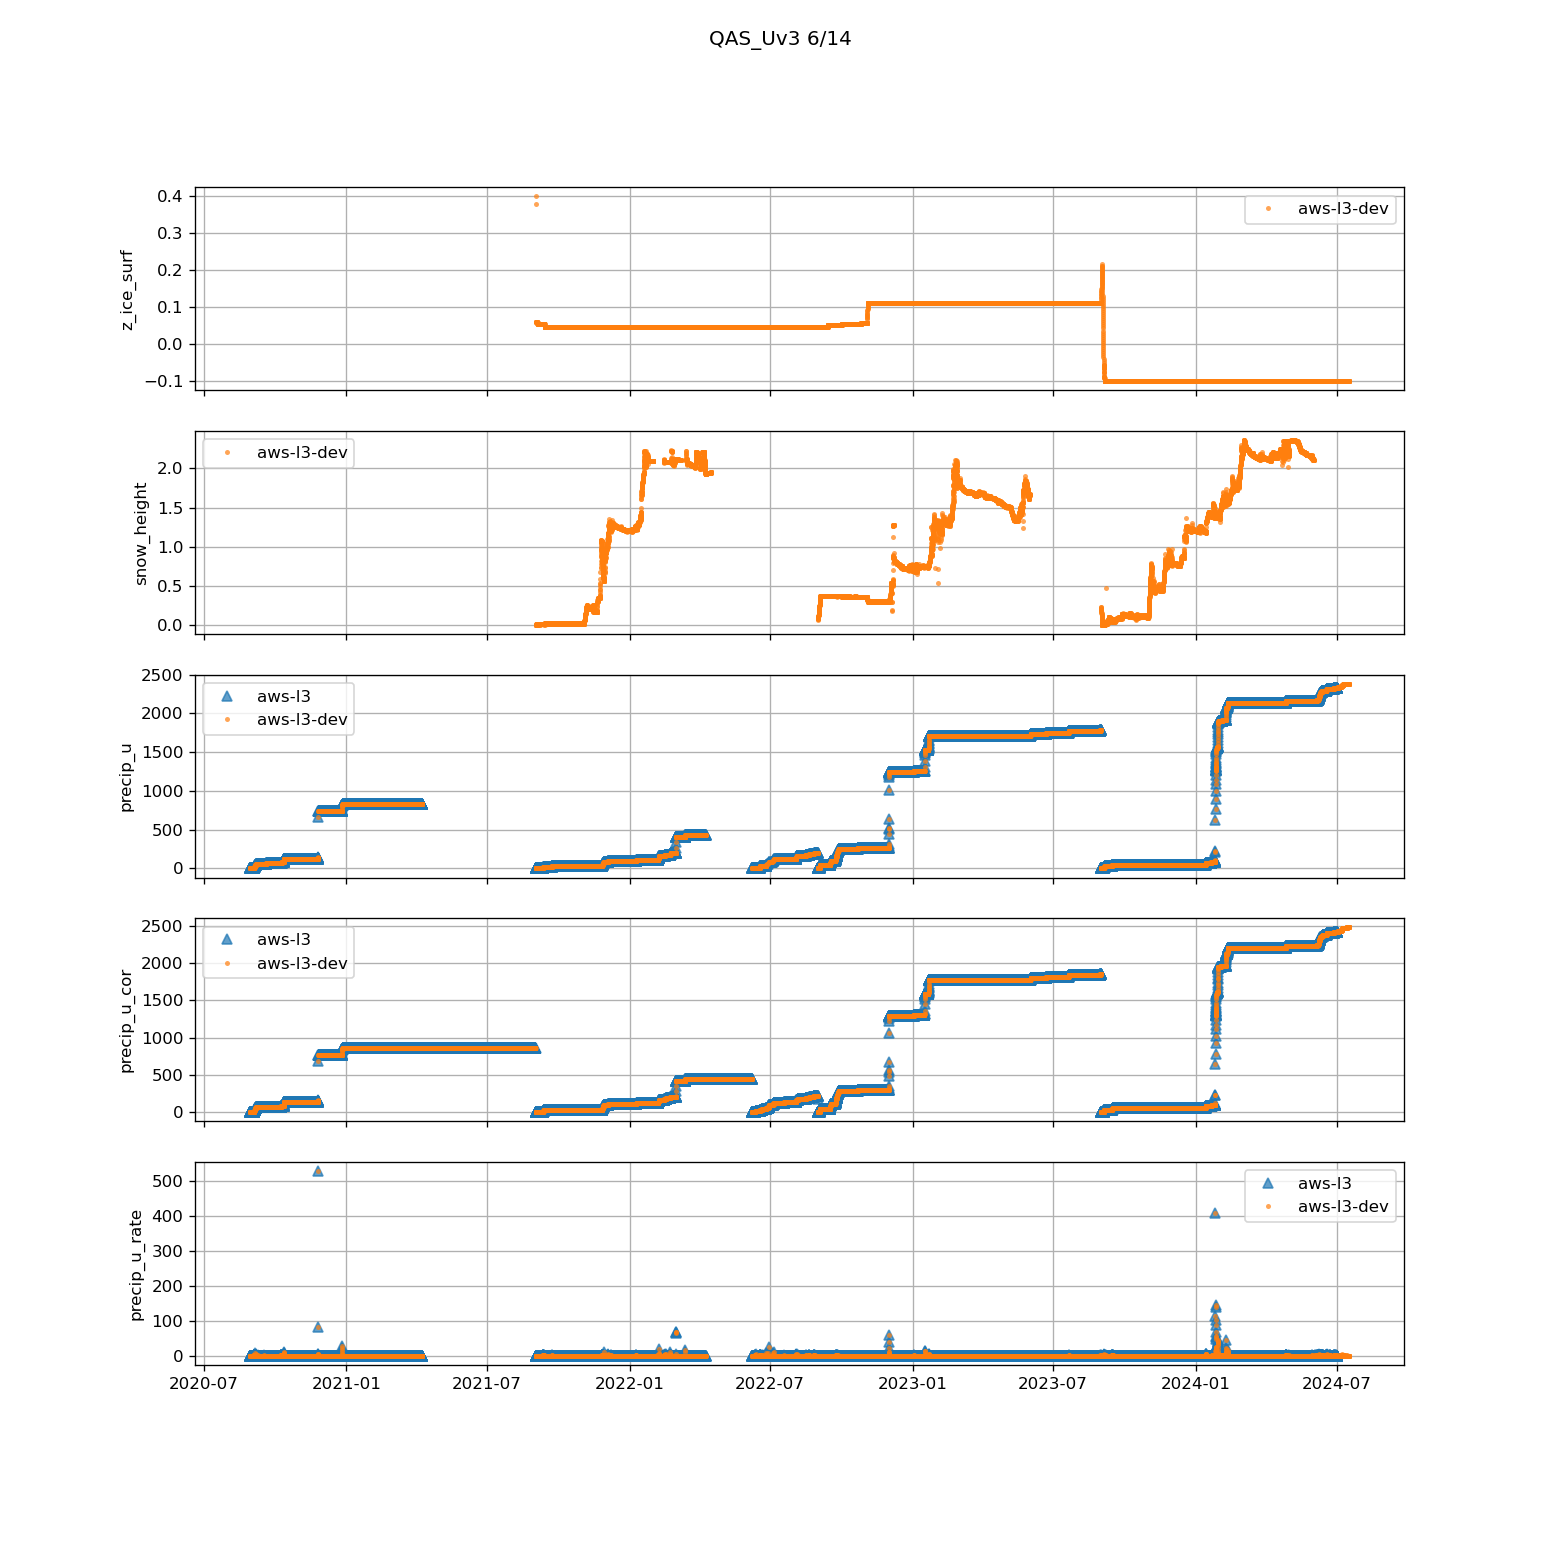 QAS_Uv3 6/14
0.4
0.3
0.2
0.1
0.0
−0.1
z_ice_surf
aws-l3-dev
2.0
1.5
1.0
0.5
0.0
snow_height
aws-l3-dev
2500
2000
1500
1000
500
0
precip_u
aws-l3
aws-l3-dev
2500
2000
1500
1000
500
0
precip_u_cor
aws-l3
aws-l3-dev
500
400
300
200
100
0
precip_u_rate
aws-l3
aws-l3-dev
2020-07 2021-01 2021-07 2022-01 2022-07 2023-01 2023-07 2024-01 2024-07